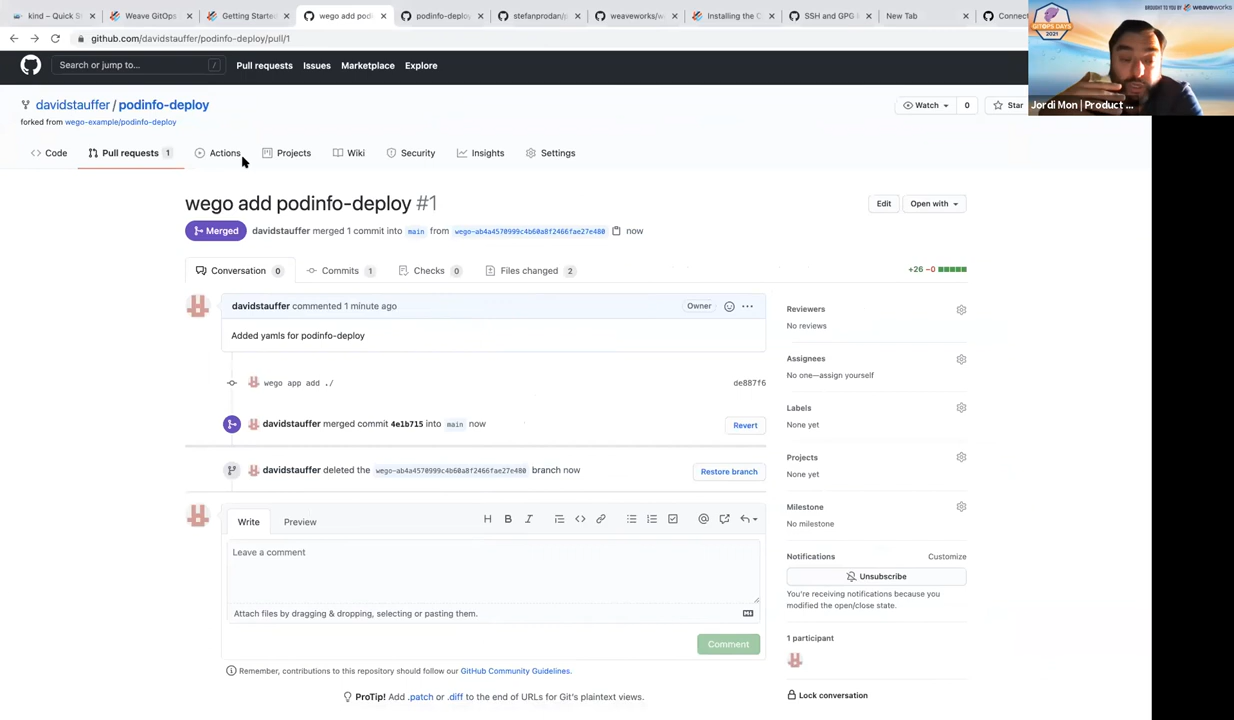 kind – Quick S
Weave GitOps
Getting Started
wego add pod
podinfo-deploy
stefanprodan/p
weaveworks/w
Installing the C
SSH and GPG K
New Tab
Connect
github.com/davidstauffer/podinfo-deploy/pull/1
BROUGHT TO YOU BY weaveworks
GITOPS DAYS
2021
Jordi Mon | Product ...
Search or jump to...
/
Pull requests
Issues
Marketplace
Explore
davidstauffer / podinfo-deploy
forked from wego-example/podinfo-deploy
Watch
0
Star
Code
Pull requests 1
Actions
Projects
Wiki
Security
Insights
Settings
wego add podinfo-deploy #1
Edit
Open with
Merged
davidstauffer merged 1 commit into main from wego-ab4a4570999c4b60a8f2466fae27e480 now
Conversation 0
Commits 1
Checks 0
Files changed 2
+26 −0
davidstauffer commented 1 minute ago
Owner
Added yamls for podinfo-deploy
wego app add ./
de887f6
davidstauffer merged commit 4e1b715 into main now
Revert
davidstauffer deleted the wego-ab4a4570999c4b60a8f2466fae27e480 branch now
Restore branch
Write
Preview
H B I
Leave a comment
Attach files by dragging & dropping, selecting or pasting them.
Comment
Remember, contributions to this repository should follow our GitHub Community Guidelines.
ProTip! Add .patch or .diff to the end of URLs for Git's plaintext views.
Reviewers
No reviews
Assignees
No one—assign yourself
Labels
None yet
Projects
None yet
Milestone
No milestone
Notifications
Customize
Unsubscribe
You're receiving notifications because you
modified the open/close state.
1 participant
Lock conversation